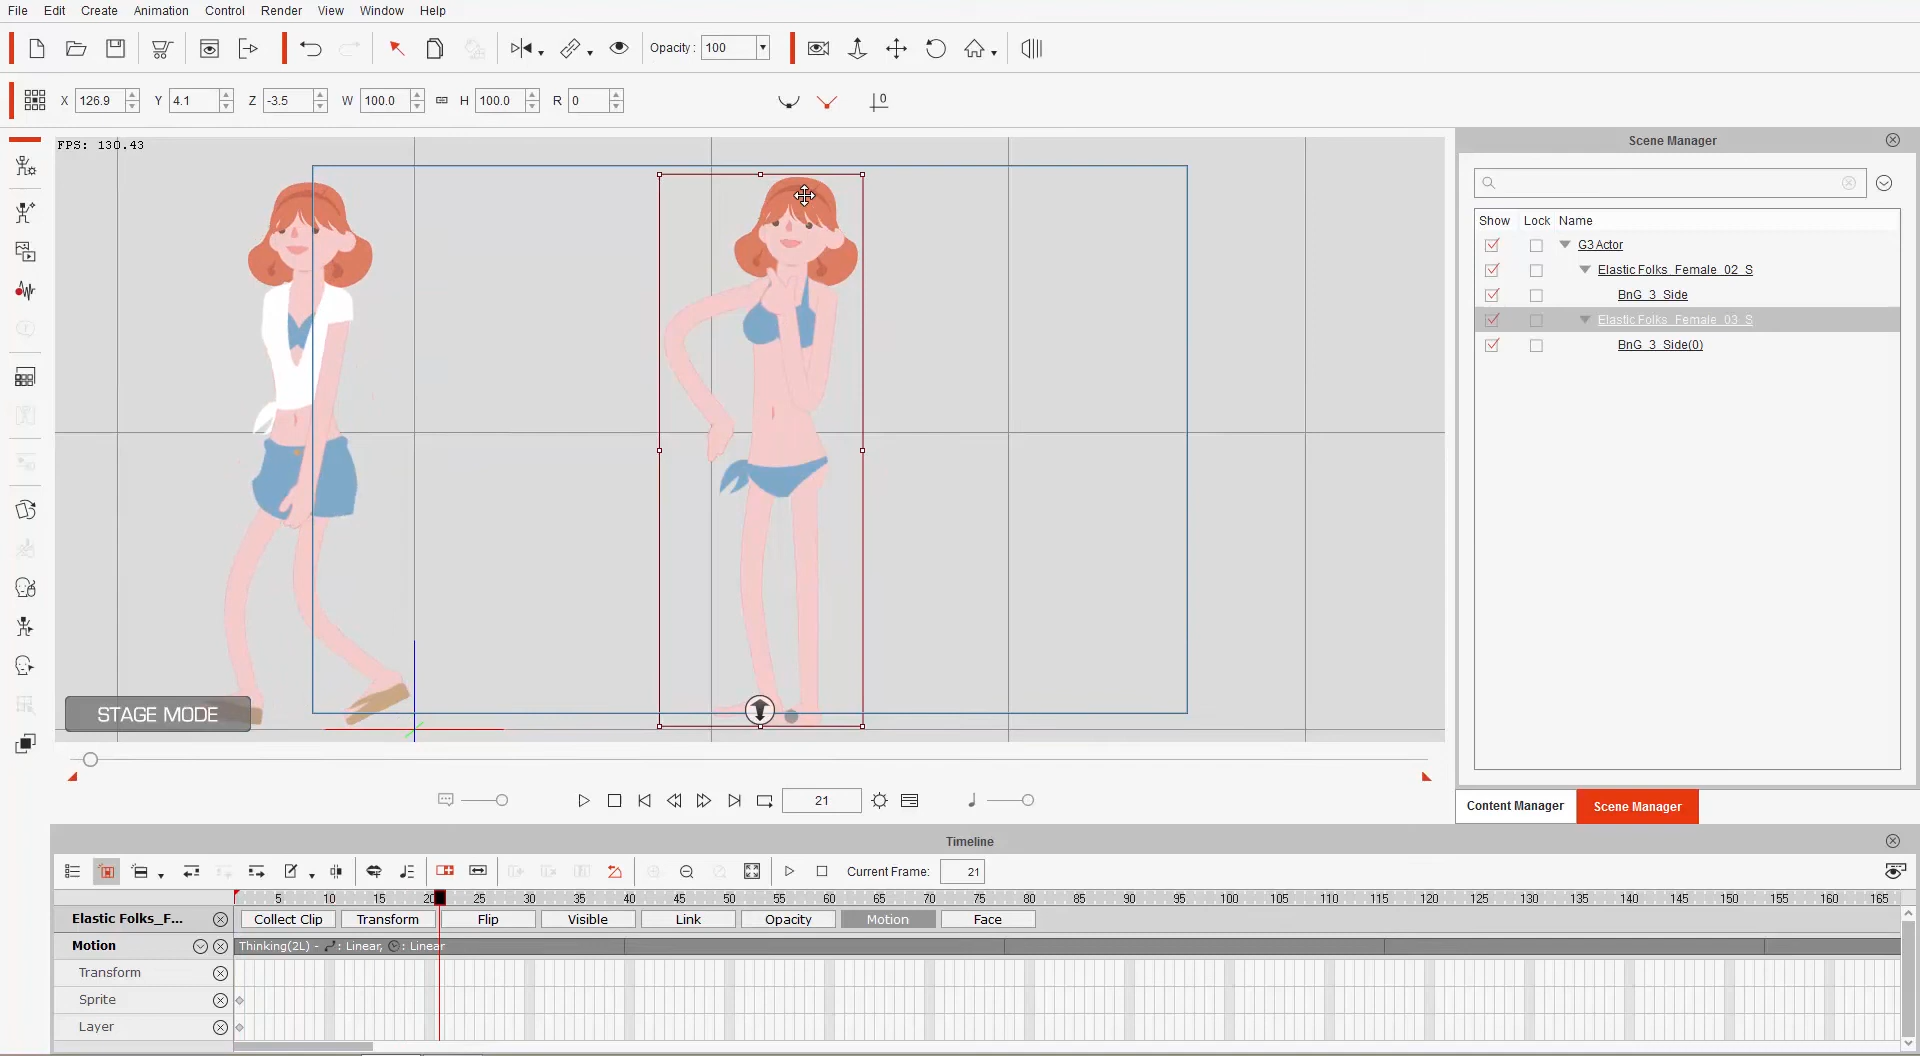 File Edit Create Animation Control Render View Window Help
Opacity : 100
X 126.9 Y 4.1 Z -3.5 W 100.0 H 100.0 R 0
0
FPS: 130.43
Scene Manager
Show Lock Name
G3 Actor
Elastic Folks_Female_02_S
BnG_3_Side
Elastic Folks_Female_03_S
BnG_3_Side(0)
STAGE MODE
21
Content Manager Scene Manager
Timeline
Current Frame: 21
5 10 15 20 25 30 35 40 45 50 55 60 65 70 75 80 85 90 95 100 105 110 115 120 125 130 135 140 145 150 155 160 165
Elastic Folks_F... Collect Clip Transform Flip Visible Link Opacity Motion Face
Motion Thinking(2L) - : Linear, : Linear
Transform
Sprite
Layer